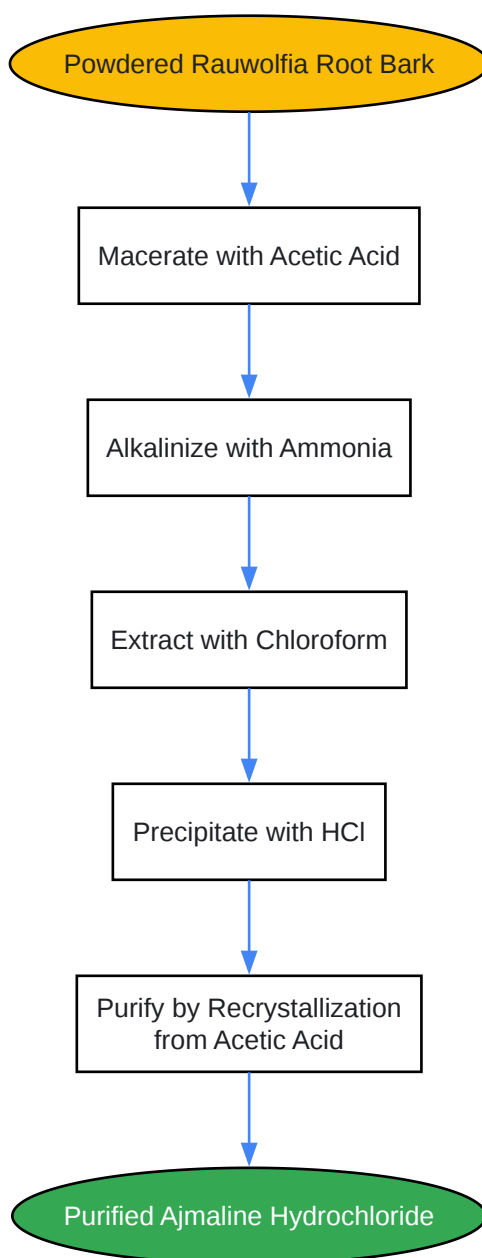 Powdered Rauwolfia Root Bark
Macerate with Acetic Acid
Alkalinize with Ammonia
Extract with Chloroform
Precipitate with HCl
Purify by Recrystallization
from Acetic Acid
Purified Ajmaline Hydrochloride